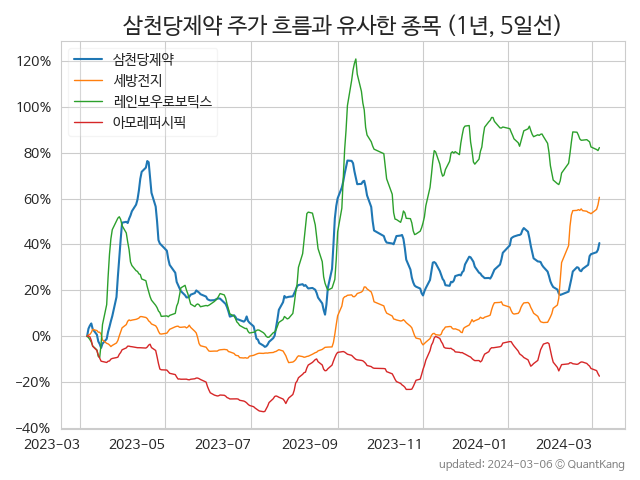 삼천당제약 주가 흐름과 유사한 종목 (1년, 5일선)
120%
100%
80%
60%
40%
20%
0%
−20%
−40%
삼천당제약
세방전지
레인보우로보틱스
아모레퍼시픽
2023−03
2023−05
2023−07
2023−09
2023−11
2024−01
2024−03
updated: 2024-03-06 ⓒ QuantKang